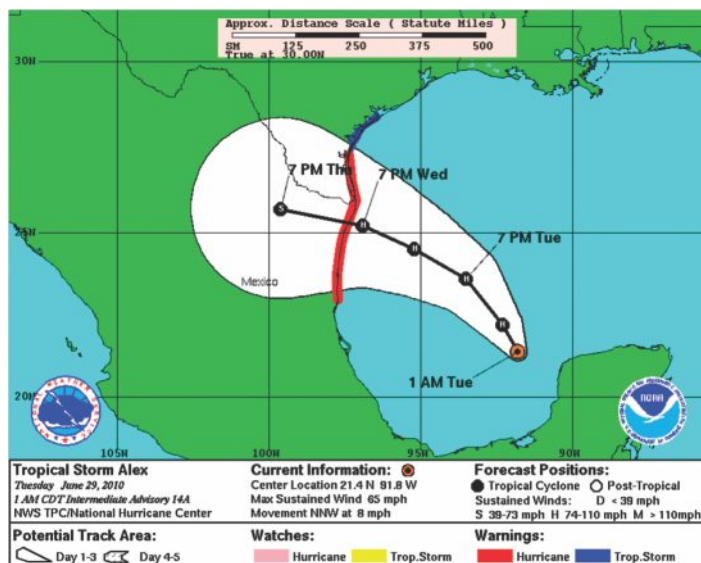 Approx. Distance Scale ( Statute Miles )
SM 125 250 375 500
True at 30.00N
30N
7 PM Thu
7 PM Wed
S
H
H
25N
7 PM Tue
H
Mexico
H
1 AM Tue
20N
NOAA
105W 100W 95W 90W
Tropical Storm Alex
Tuesday June 29, 2010
1 AM CDT Intermediate Advisory 14A
NWS TPC/National Hurricane Center
Current Information:
Center Location 21.4 N 91.8 W
Max Sustained Wind 65 mph
Movement NNW at 8 mph
Forecast Positions:
Tropical Cyclone Post-Tropical
Sustained Winds: D < 39 mph
S 39-73 mph H 74-110 mph M > 110mph
Potential Track Area:
Day 1-3 Day 4-5
Watches:
Hurricane Trop.Storm
Warnings:
Hurricane Trop.Storm